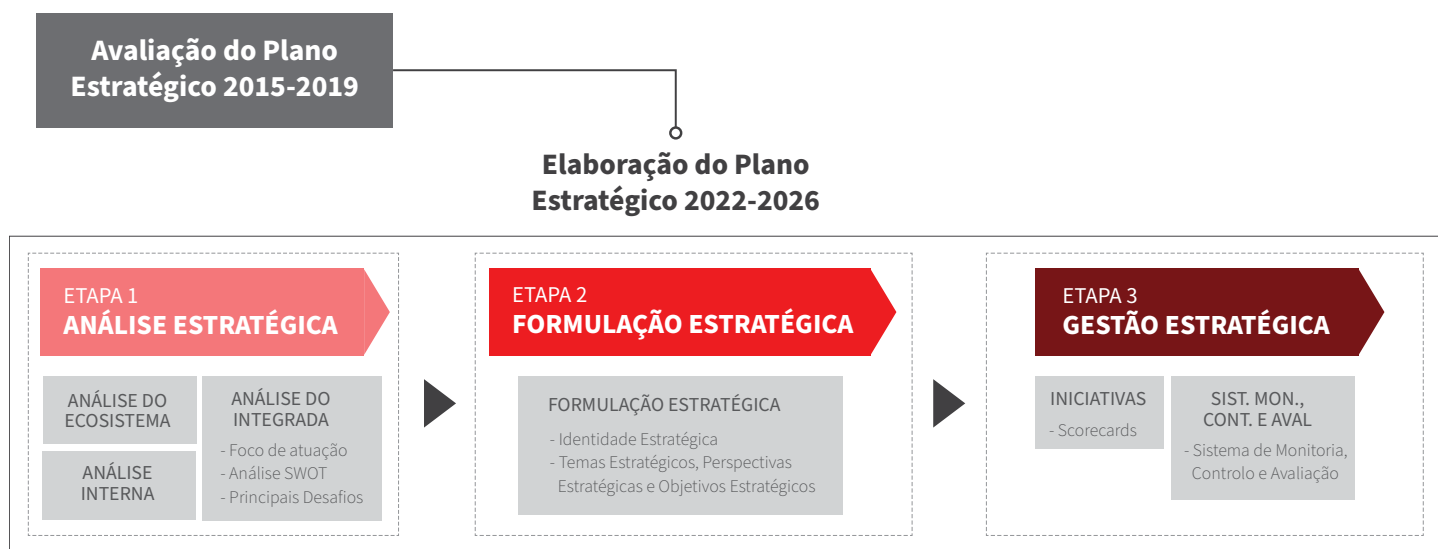 Avaliação do Plano
Estratégico 2015-2019
Elaboração do Plano
Estratégico 2022-2026
ETAPA 1
ANÁLISE ESTRATÉGICA
ANÁLISE DO
ECOSISTEMA
ANÁLISE
INTERNA
ANÁLISE DO
INTEGRADA
- Foco de atuação
- Análise SWOT
- Principais Desafios
ETAPA 2
FORMULAÇÃO ESTRATÉGICA
FORMULAÇÃO ESTRATÉGICA
- Identidade Estratégica
- Temas Estratégicos, Perspectivas
Estratégicas e Objetivos Estratégicos
ETAPA 3
GESTÃO ESTRATÉGICA
INICIATIVAS
- Scorecards
SIST. MON.,
CONT. E AVAL
- Sistema de Monitoria,
Controlo e Avaliação